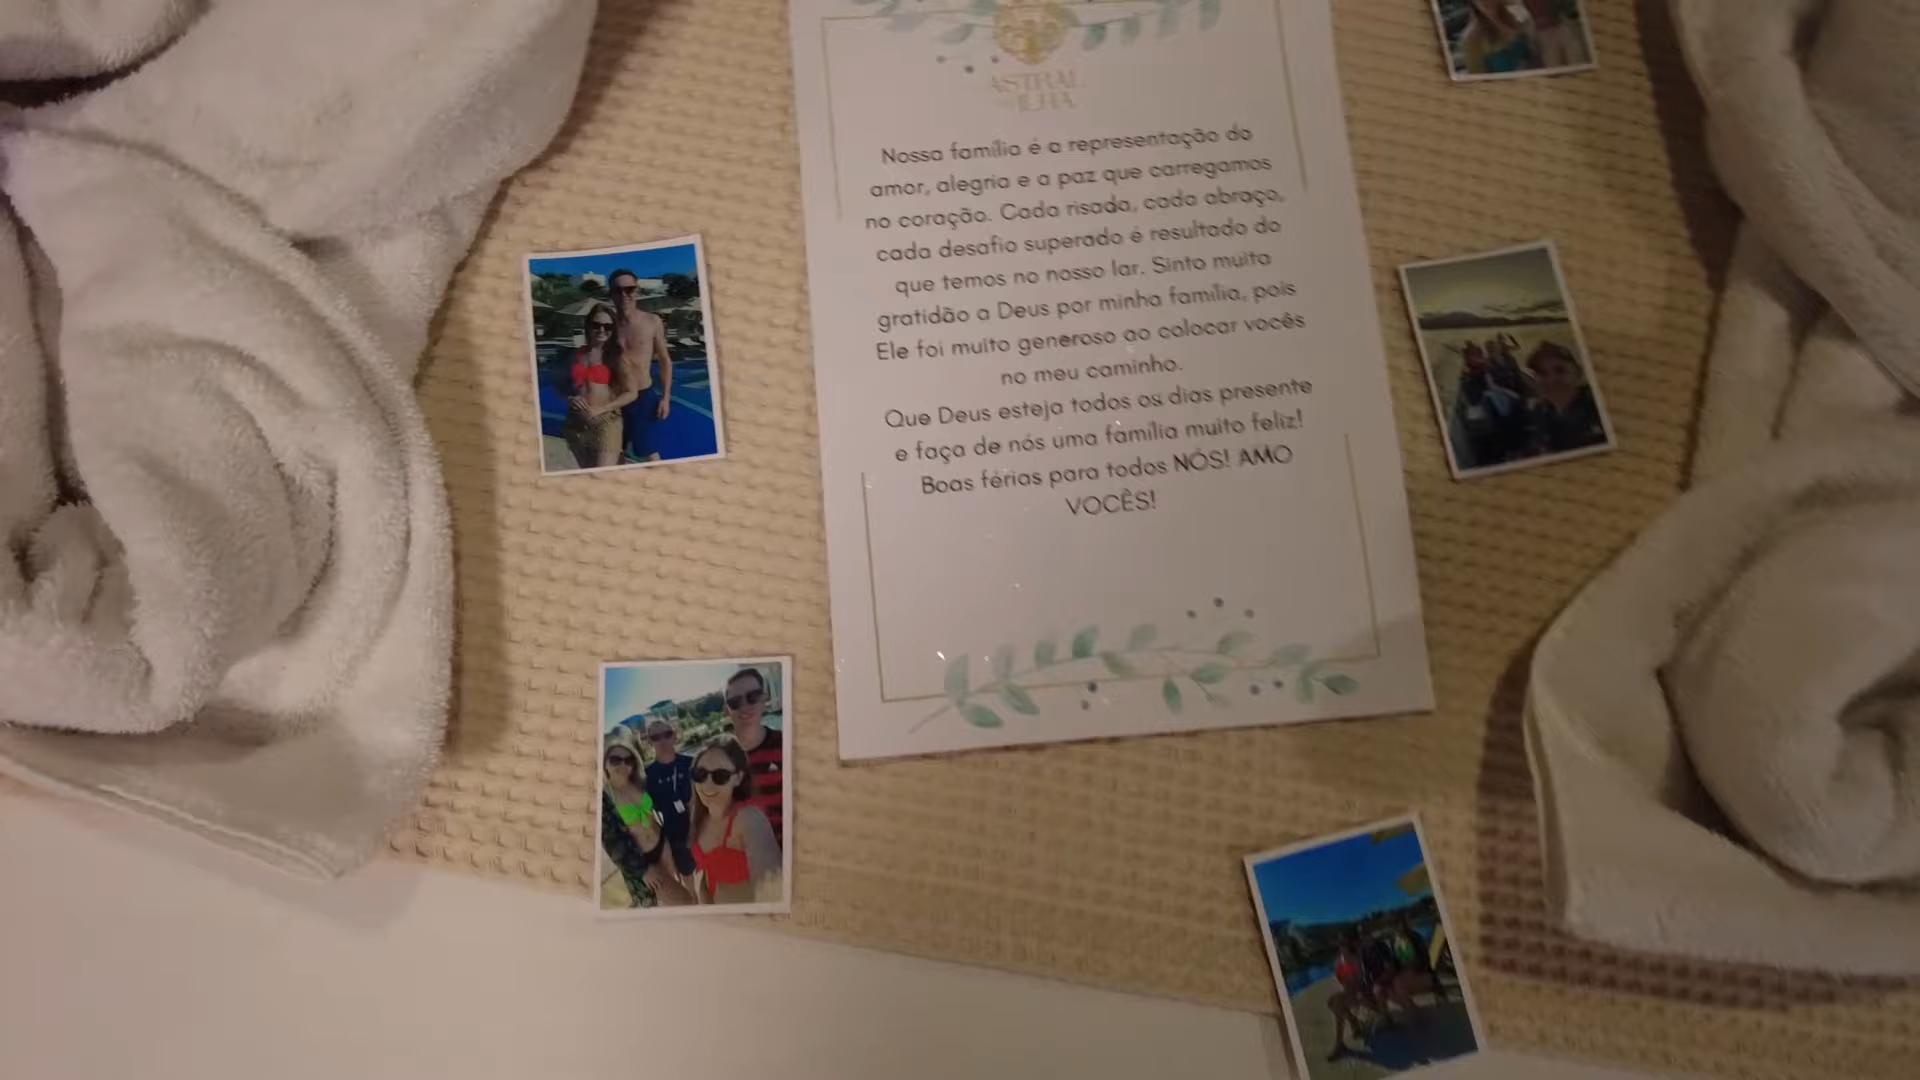 ASTRAL
ILHA
Nossa família é a representação do
amor, alegria e a paz que carregamos
no coração. Cada risada, cada abraço,
cada desafio superado é resultado do
que temos no nosso lar. Sinto muita
gratidão a Deus por minha família, pois
Ele foi muito generoso ao colocar vocês
no meu caminho.
Que Deus esteja todos os dias presente
e faça de nós uma família muito feliz!
Boas férias para todos NÓS! AMO
VOCÊS!